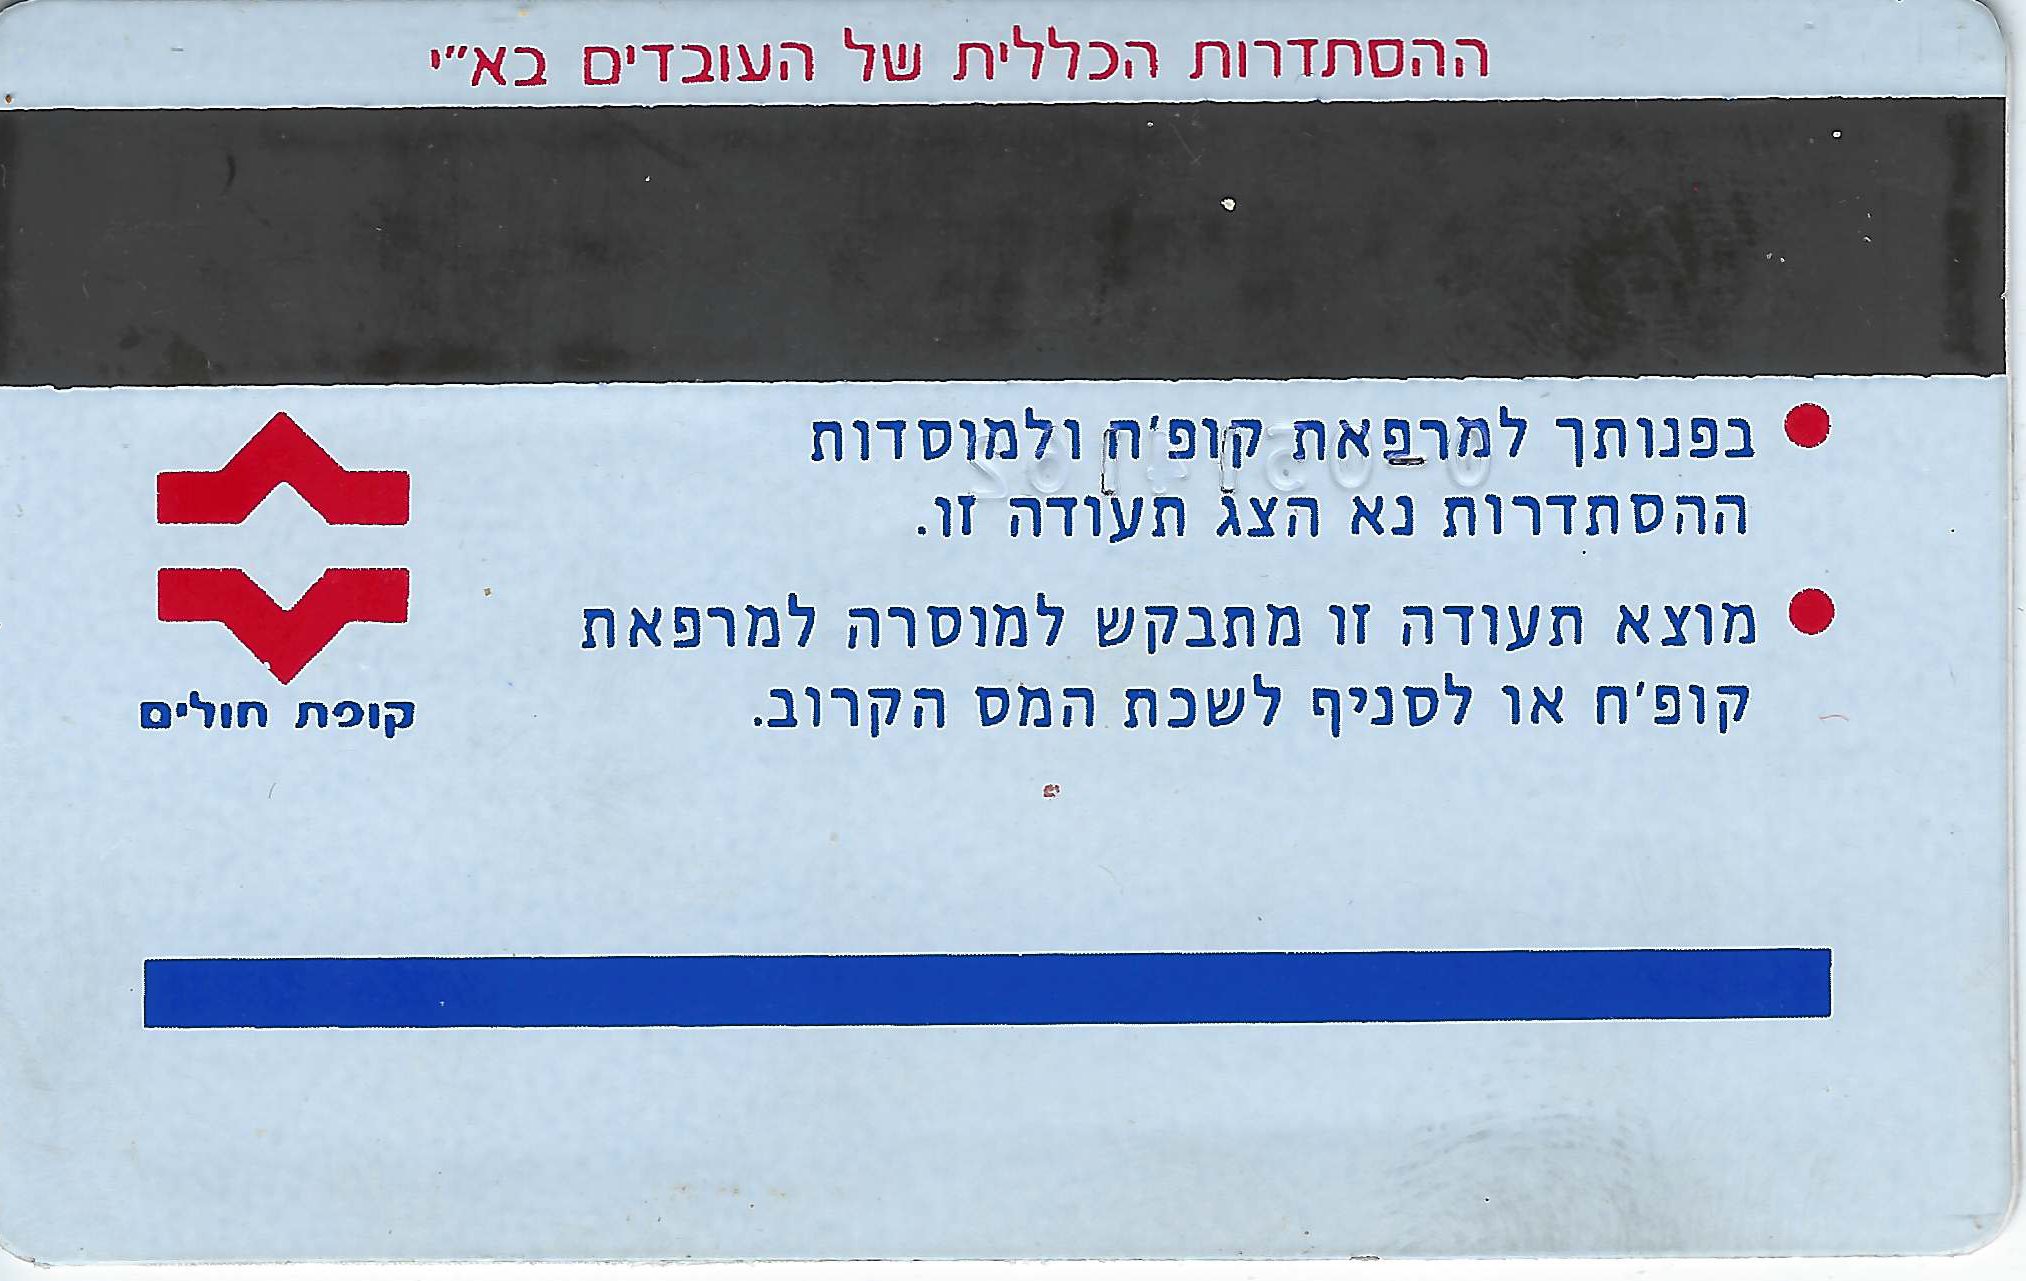 ההסתדרות הכללית של העובדים בא״י
בפנותך למרפאת קופ׳ח ולמוסדות
ההסתדרות נא הצג תעודה זו.
מוצא תעודה זו מתבקש למוסרה למרפאת
קופ׳ח או לסניף לשכת המס הקרוב.
קופת חולים